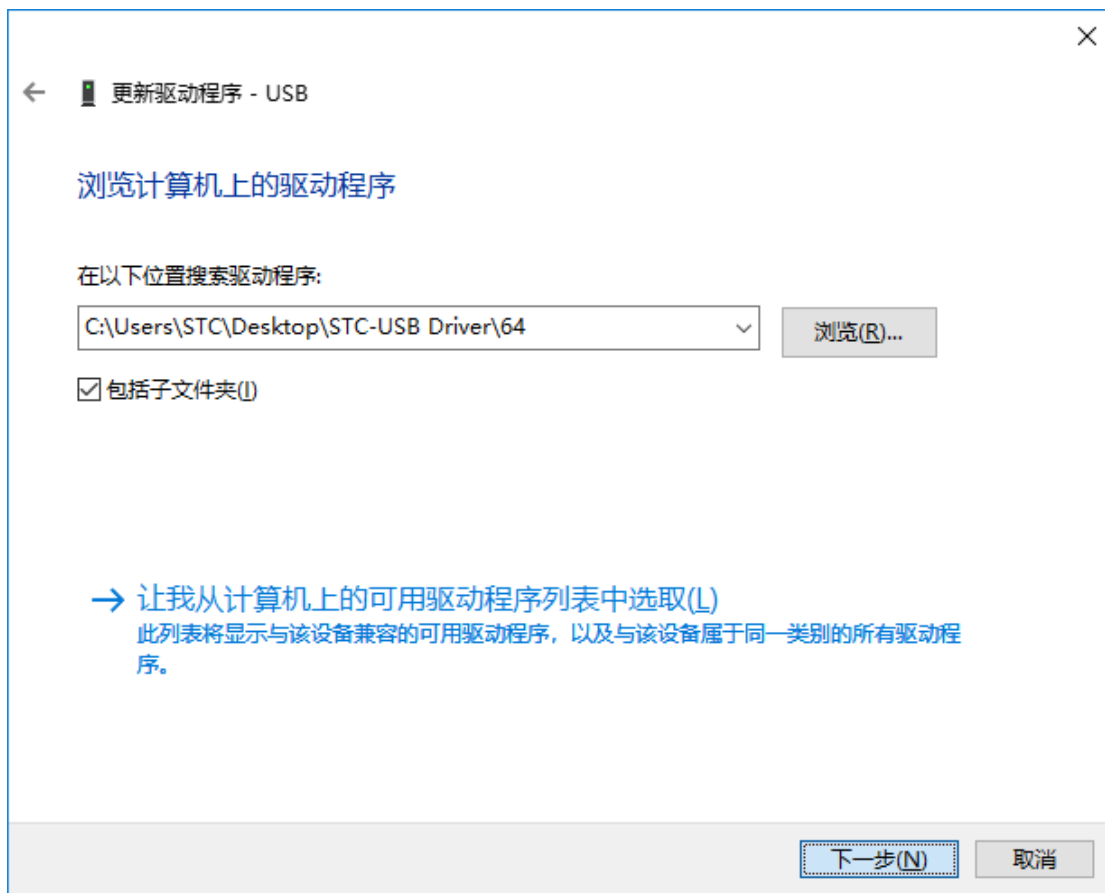 更新驱动程序 - USB
浏览计算机上的驱动程序
在以下位置搜索驱动程序:
C:\Users\STC\Desktop\STC-USB Driver\64
浏览(R)...
包括子文件夹(I)
让我从计算机上的可用驱动程序列表中选取(L)
此列表将显示与该设备兼容的可用驱动程序，以及与该设备属于同一类别的所有驱动程
序。
下一步(N)
取消